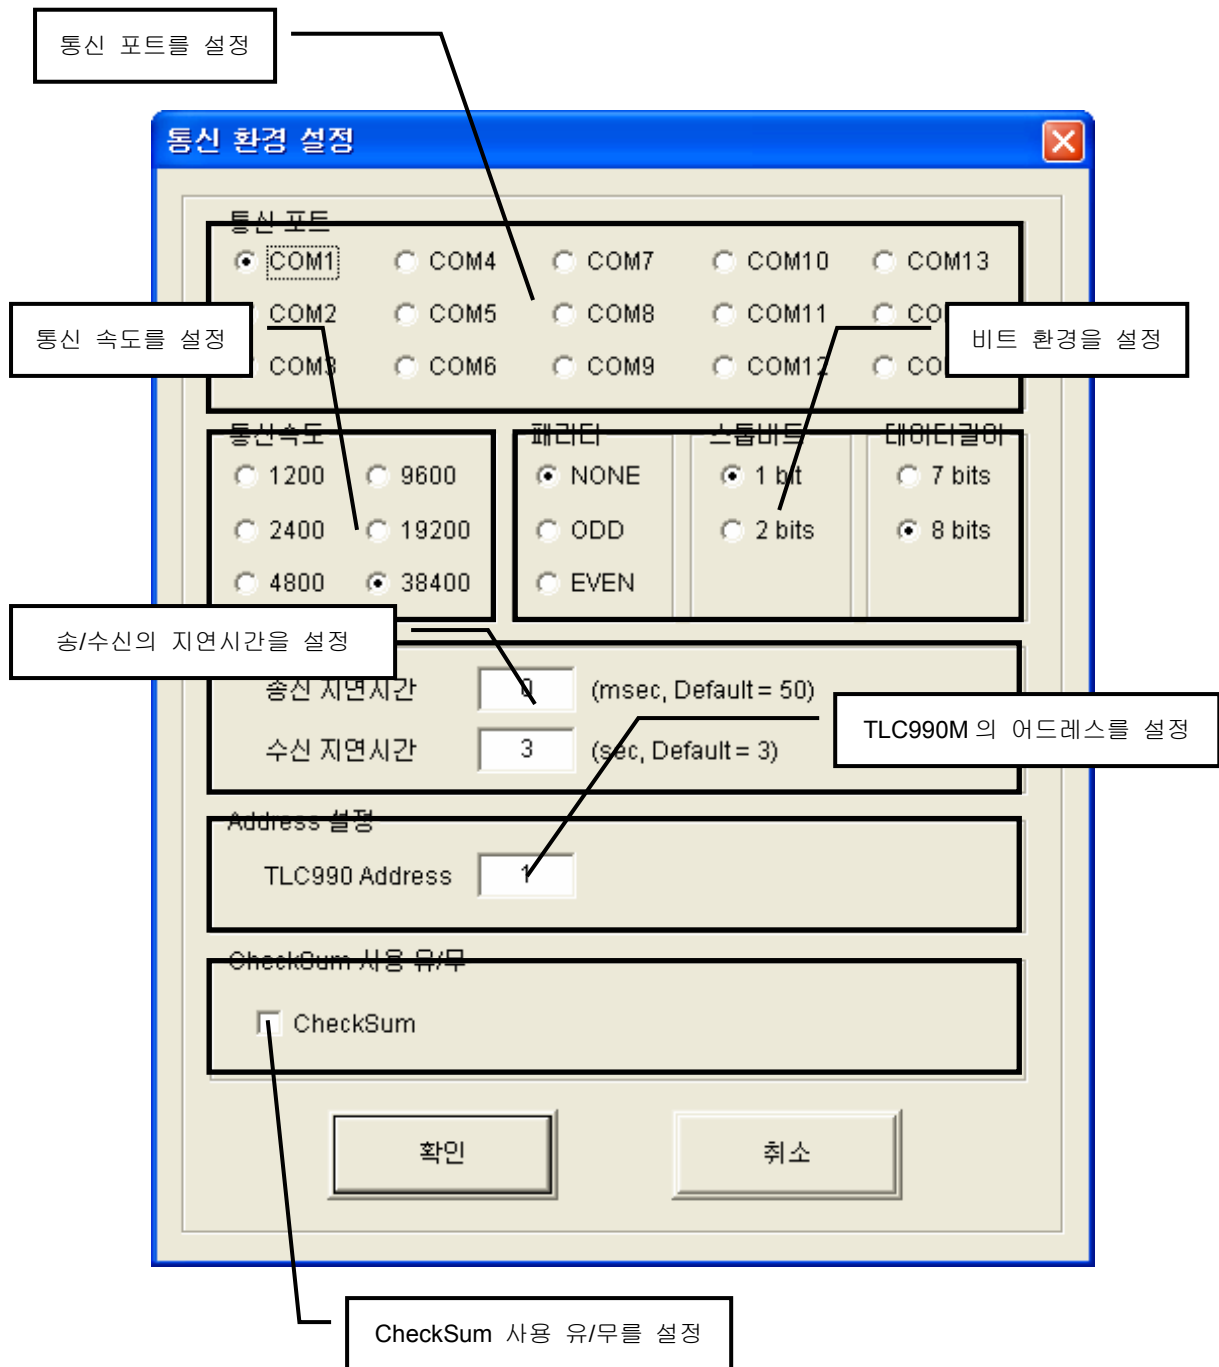 통신 포트를 설정
통신 환경 설정
통신 포트
COM1 COM4 COM7 COM10 COM13
COM2 COM5 COM8 COM11 CO
통신 속도를 설정
비트 환경을 설정
COM3 COM6 COM9 COM12 CO
통신속도 패리티 스톱비트 데이터길이
1200 9600 NONE 1 bit 7 bits
2400 19200 ODD 2 bits 8 bits
4800 38400 EVEN
송/수신의 지연시간을 설정
송신 지연시간 0 (msec, Default = 50)
TLC990M 의 어드레스를 설정
수신 지연시간 3 (sec, Default = 3)
Address 설정
TLC990 Address 1
CheckSum 사용 유/무
CheckSum
확인 취소
CheckSum 사용 유/무를 설정